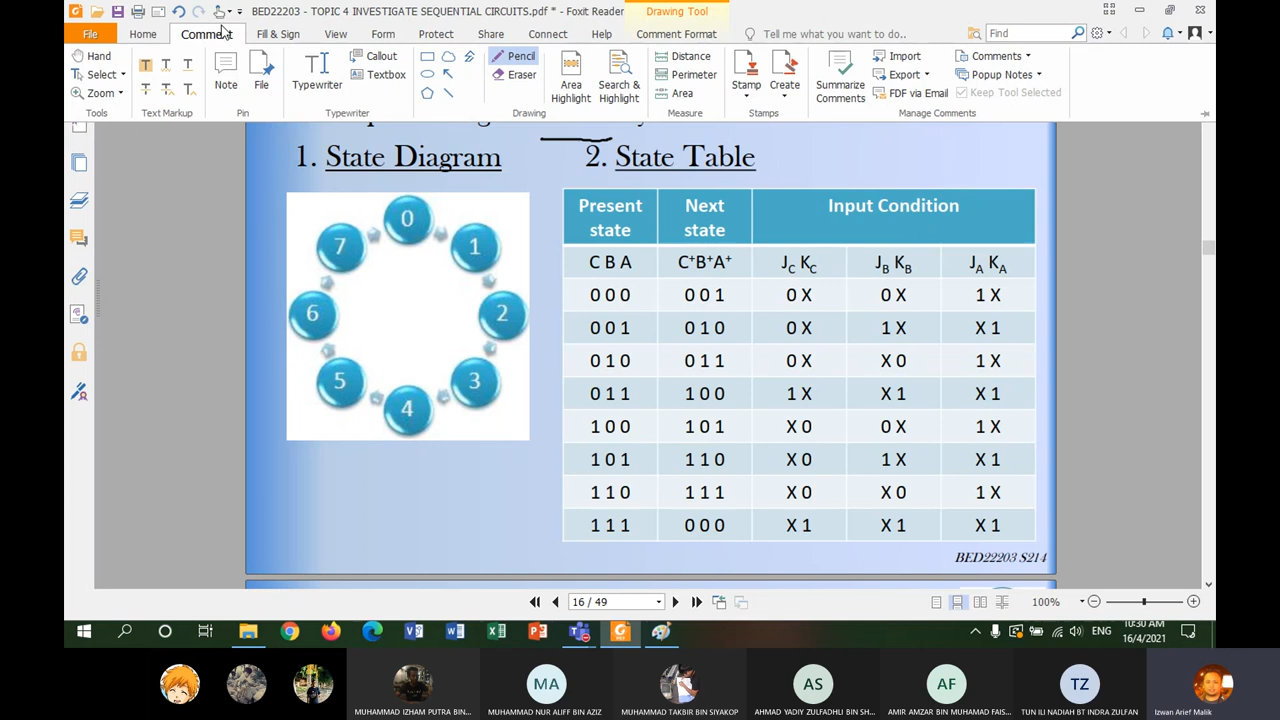 BED22203 - TOPIC 4 INVESTIGATE SEQUENTIAL CIRCUITS.pdf * - Foxit Reader
Drawing Tool
File Home Comment Fill & Sign View Form Protect Share Connect Help Comment Format Tell me what you want to do.. Find
Hand
Select
Zoom
Tools
Text Markup
Note
File
Pin
Typewriter
Callout
Textbox
Typewriter
Pencil
Eraser
Drawing
Area Highlight
Search & Highlight
Distance
Perimeter
Area
Measure
Stamp
Create
Stamps
Summarize Comments
Import
Export
FDF via Email
Comments
Popup Notes
Keep Tool Selected
Manage Comments
1. State Diagram
0
1
2
3
4
5
6
7
2. State Table
Present state Next state Input Condition
C B A C⁺B⁺A⁺ J_C K_C J_B K_B J_A K_A
0 0 0 0 0 1 0 X 0 X 1 X
0 0 1 0 1 0 0 X 1 X X 1
0 1 0 0 1 1 0 X X 0 1 X
0 1 1 1 0 0 1 X X 1 X 1
1 0 0 1 0 1 X 0 0 X 1 X
1 0 1 1 1 0 X 0 1 X X 1
1 1 0 1 1 1 X 0 X 0 1 X
1 1 1 0 0 0 X 1 X 1 X 1
BED22203 S214
16 / 49
100%
ENG
10:30 AM
16/4/2021
MUHAMMAD IZHAM PUTRA BIN...
MA
MUHAMMAD NUR ALIFF BIN AZIZ
MUHAMMAD TAKBIR BIN SIYAKOP
AS
AHMAD YADIY ZULFADHLI BIN SH...
AF
AMIR AMZAR BIN MUHAMAD FAIS...
TZ
TUN ILI NADIAH BT INDRA ZULFAN
Izwan Arief Malik